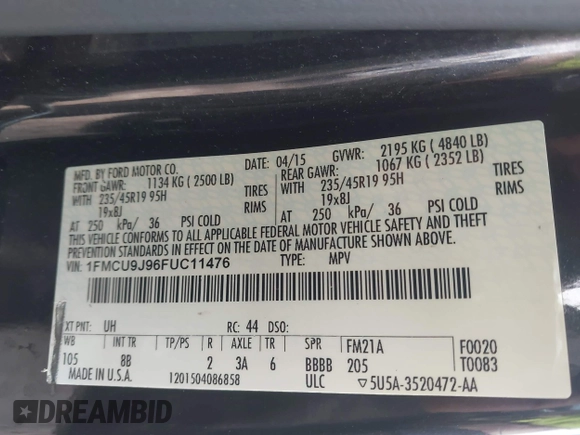 MFD. BY FORD MOTOR CO.
DATE: 04/15 GVWR: 2195 KG ( 4840 LB)
FRONT GAWR: 1134 KG ( 2500 LB) REAR GAWR: 1067 KG ( 2352 LB)
WITH 235/45R19 95H TIRES WITH 235/45R19 95H TIRES
19x8J RIMS 19x8J RIMS
AT 250 kPa/ 36 PSI COLD AT 250 kPa/ 36 PSI COLD
THIS VEHICLE CONFORMS TO ALL APPLICABLE FEDERAL MOTOR VEHICLE SAFETY AND THEFT
PREVENTION STANDARDS IN EFFECT ON THE DATE OF MANUFACTURE SHOWN ABOVE.
VIN: 1FMCU9J96FUC11476 TYPE: MPV
XT PNT: UH RC: 44 DSO:
WB INT TR TP/PS R AXLE TR SPR FM21A F0020
105 8B 2 3A 6 BBBB 205 T0083
MADE IN U.S.A. 1201504086858 ULC ▽5U5A-3520472-AA
DREAMBID